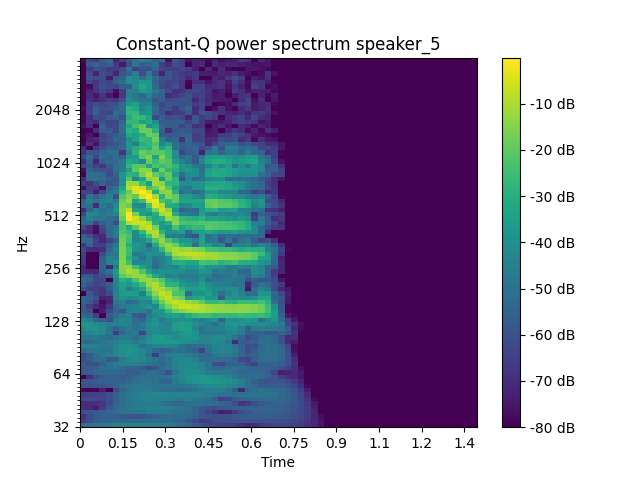 Constant-Q power spectrum speaker_5
Hz
2048
1024
512
256
128
64
32
0 0.15 0.3 0.45 0.6 0.75 0.9 1.1 1.2 1.4
Time
-10 dB
-20 dB
-30 dB
-40 dB
-50 dB
-60 dB
-70 dB
-80 dB